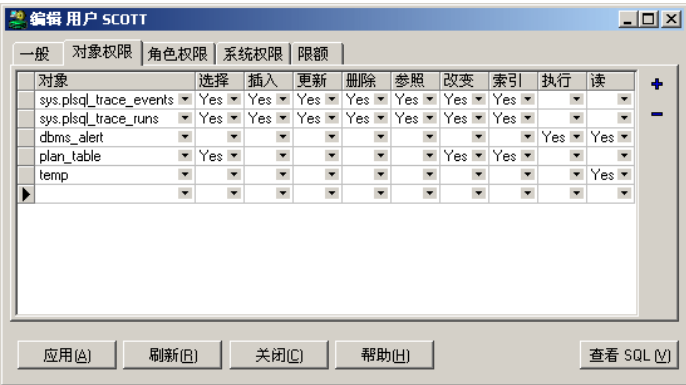 编辑 用户 SCOTT
一般 对象权限 角色权限 系统权限 限额
对象 选择 插入 更新 删除 参照 改变 索引 执行 读
sys.plsql_trace_events Yes Yes Yes Yes Yes Yes Yes
sys.plsql_trace_runs Yes Yes Yes Yes Yes Yes Yes
dbms_alert Yes Yes
plan_table Yes Yes Yes
temp Yes
应用(A) 刷新(R) 关闭(C) 帮助(H) 查看 SQL (V)